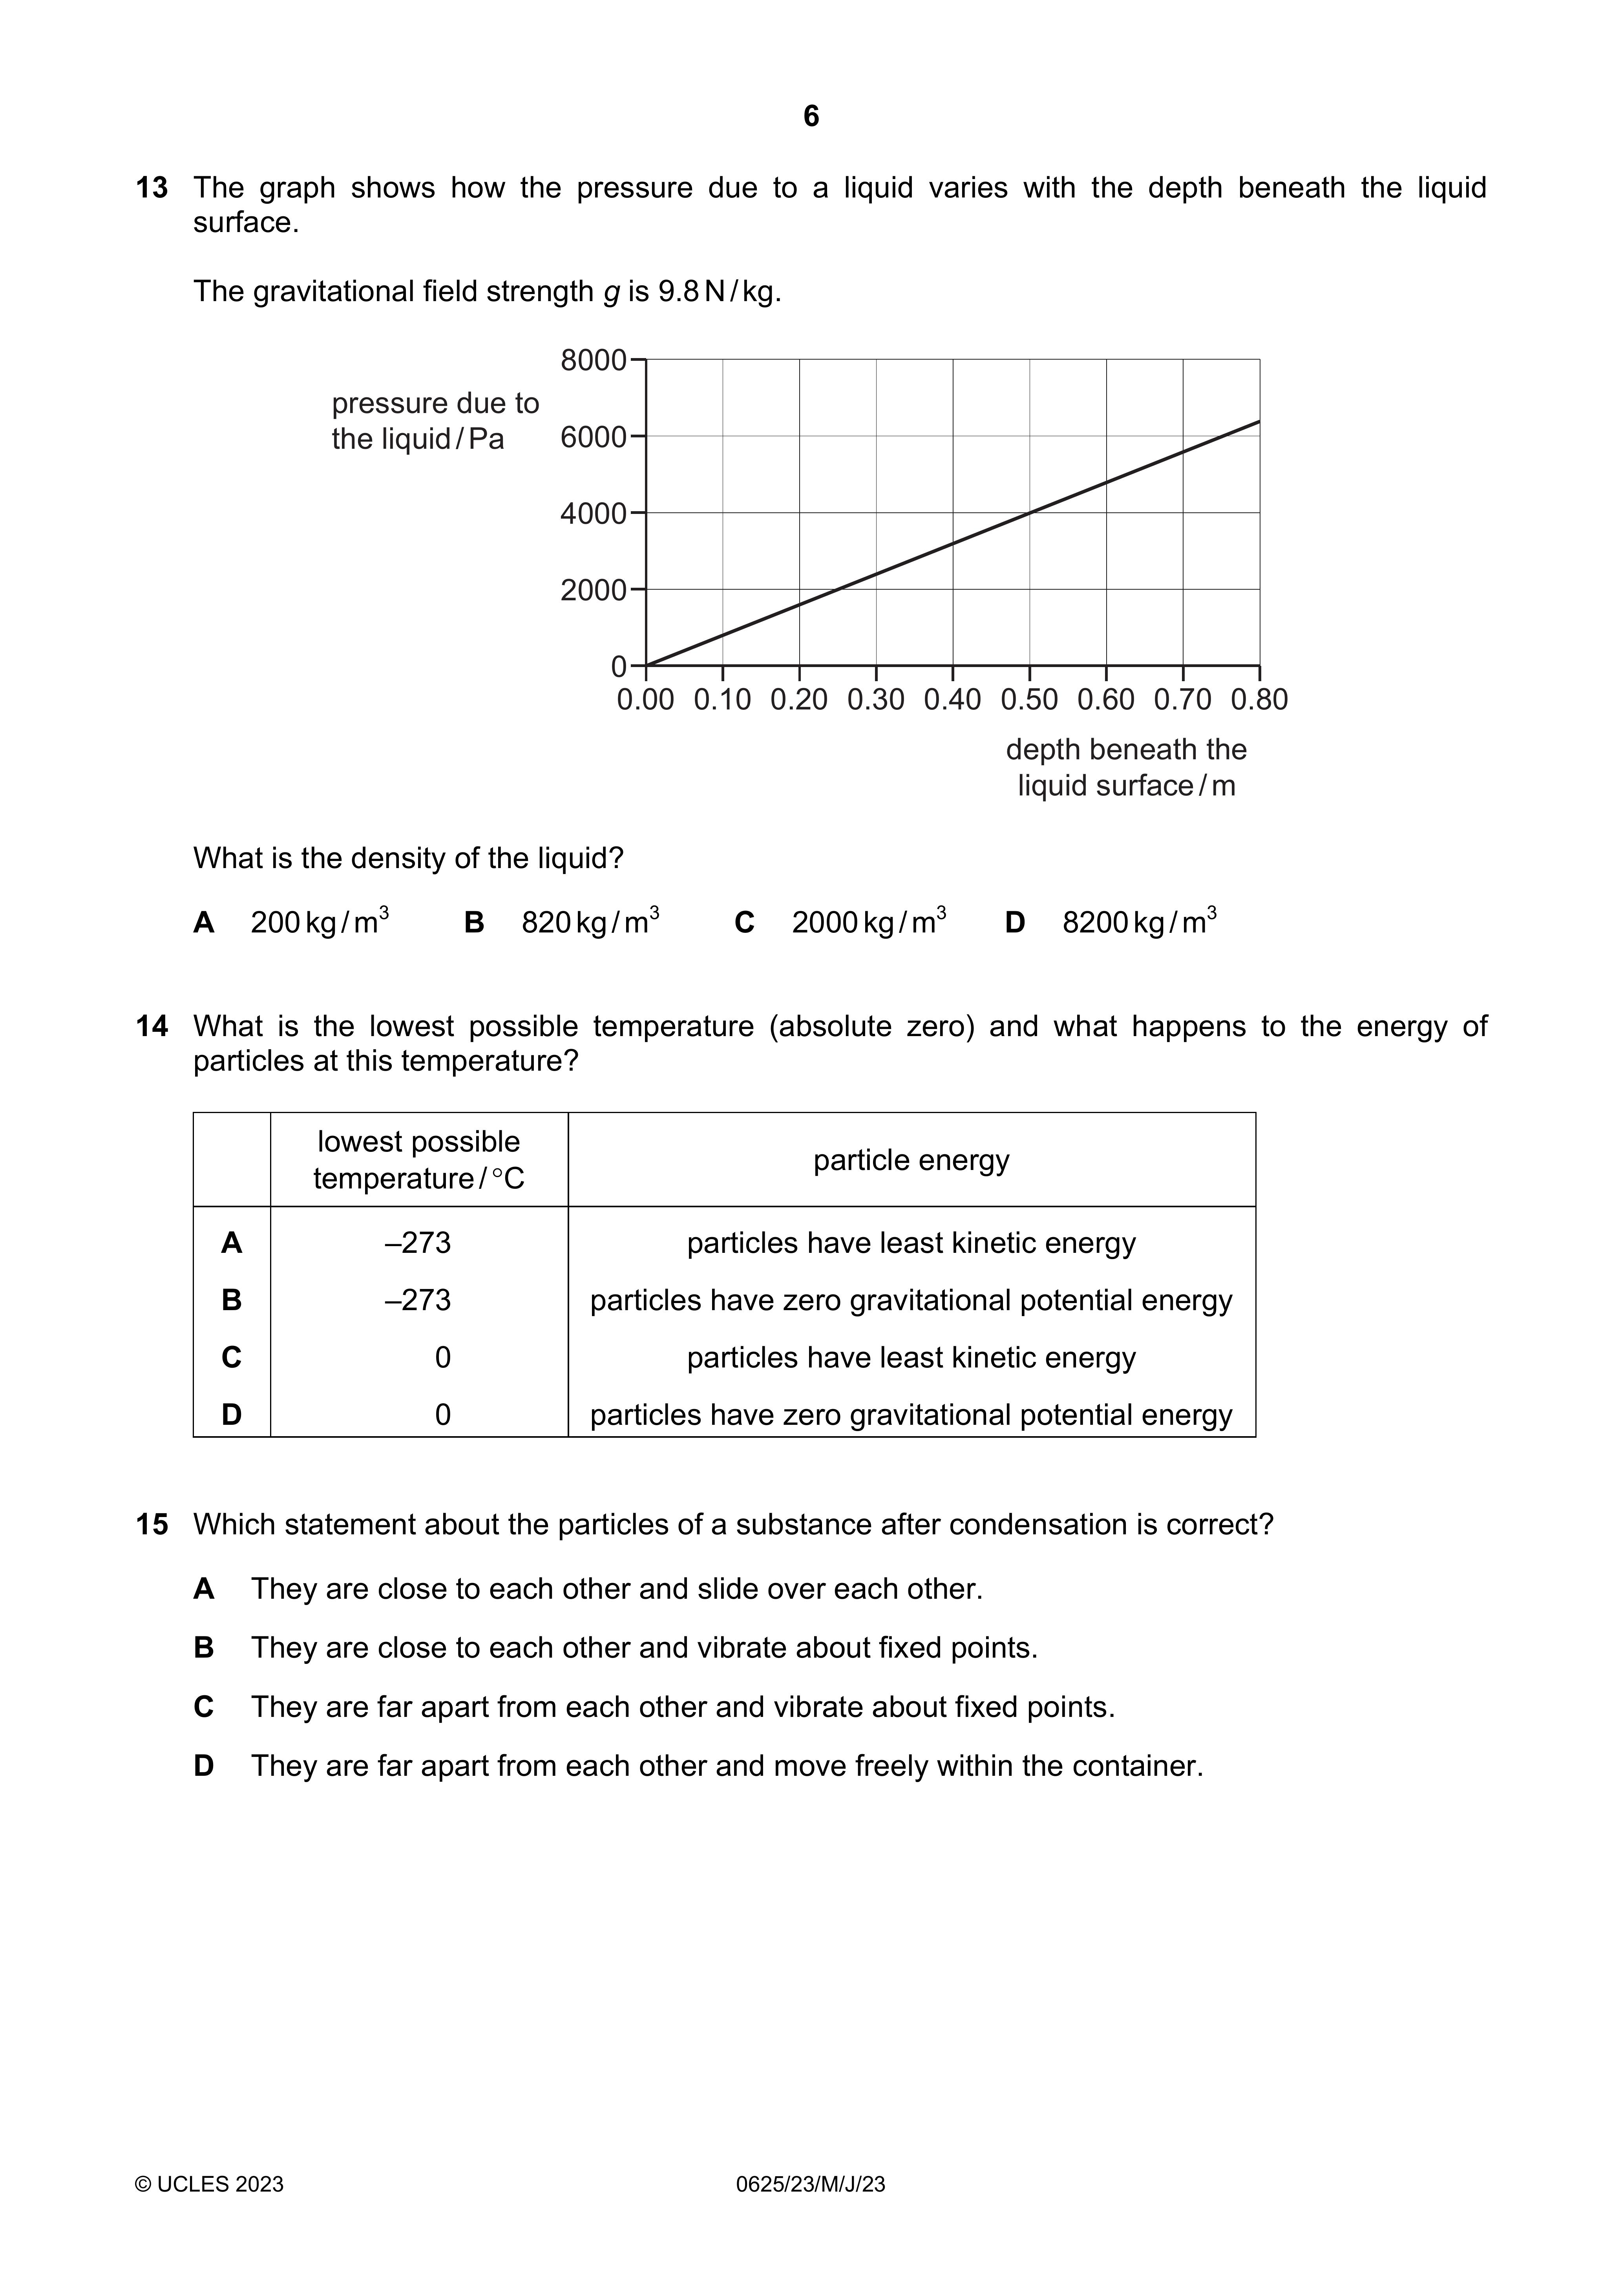 6
13 The graph shows how the pressure due to a liquid varies with the depth beneath the liquid
surface.
The gravitational field strength g is 9.8 N / kg.
pressure due to
the liquid / Pa
8000
6000
4000
2000
0
0.00 0.10 0.20 0.30 0.40 0.50 0.60 0.70 0.80
depth beneath the
liquid surface / m
What is the density of the liquid?
A 200 kg / m³ B 820 kg / m³ C 2000 kg / m³ D 8200 kg / m³
14 What is the lowest possible temperature (absolute zero) and what happens to the energy of
particles at this temperature?
lowest possible
temperature / °C
particle energy
A –273 particles have least kinetic energy
B –273 particles have zero gravitational potential energy
C 0 particles have least kinetic energy
D 0 particles have zero gravitational potential energy
15 Which statement about the particles of a substance after condensation is correct?
A They are close to each other and slide over each other.
B They are close to each other and vibrate about fixed points.
C They are far apart from each other and vibrate about fixed points.
D They are far apart from each other and move freely within the container.
© UCLES 2023 0625/23/M/J/23